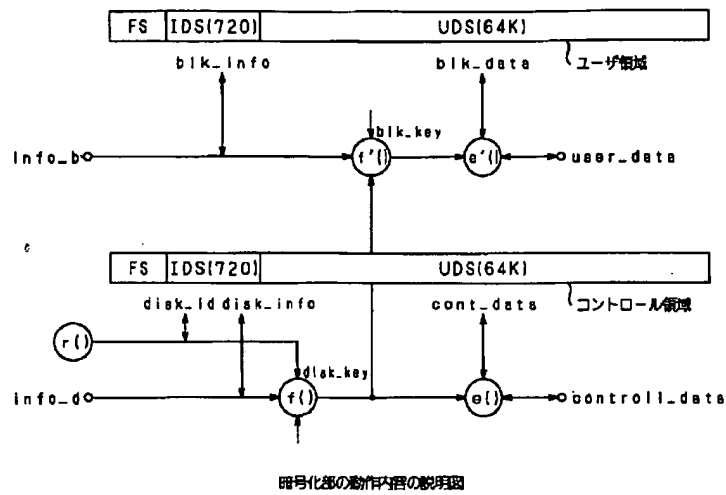 FS IDS(720) UDS(64K)
blk_info blk_data ユーザ領域
blk_key
info_b f'() e'() user_data
FS IDS(720) UDS(64K)
disk_id disk_info cont_data コントロール領域
r()
disk_key
info_d f() e() controll_data
暗号化部の動作内容の説明図